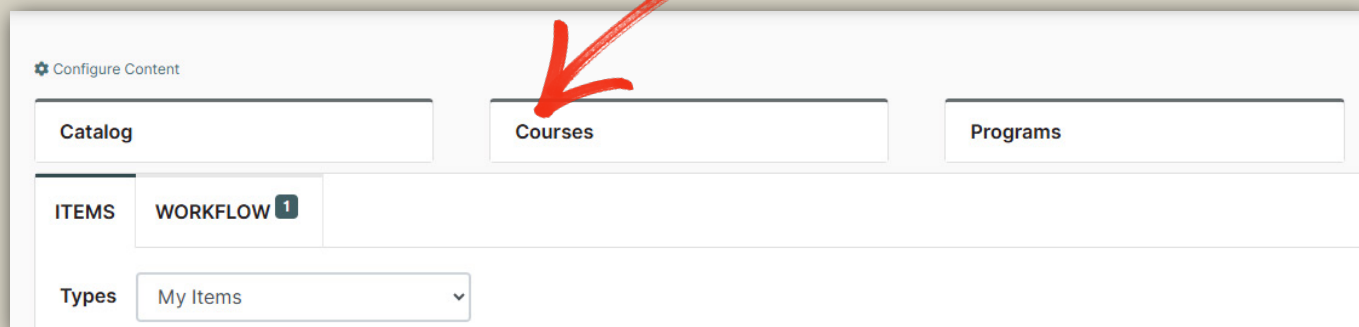 Configure Content
Catalog Courses Programs
ITEMS WORKFLOW 1
Types My Items